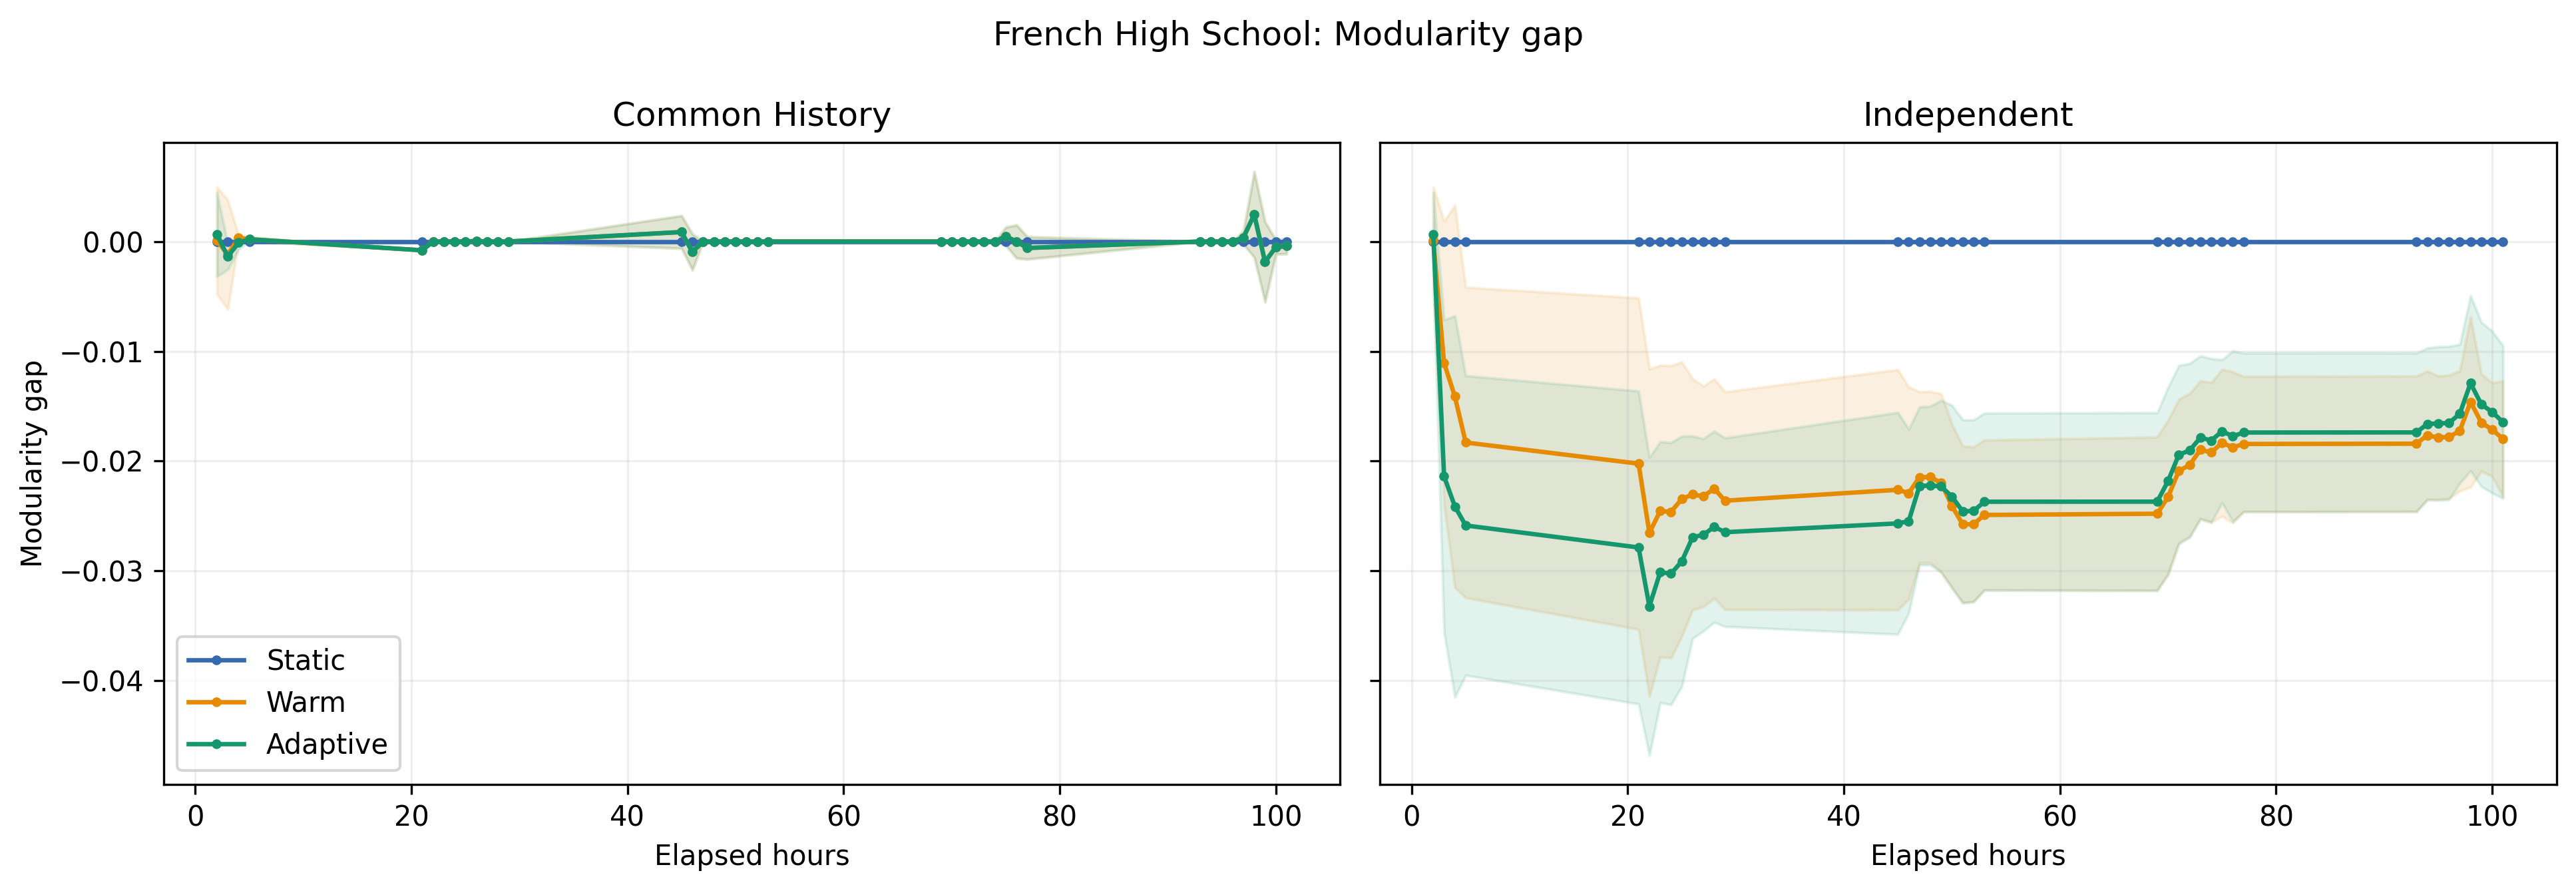 French High School: Modularity gap
Common History
Independent
Modularity gap
0.00
−0.01
−0.02
−0.03
−0.04
Static
Warm
Adaptive
0 20 40 60 80 100
0 20 40 60 80 100
Elapsed hours
Elapsed hours